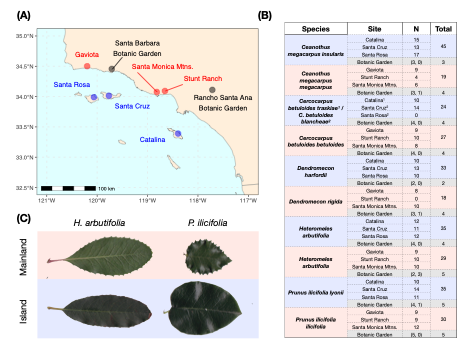 (A)
35.0°N
34.5°N
34.0°N
33.5°N
33.0°N
32.5°N
121°W
120°W
119°W
118°W
117°W
Gaviota
Santa Barbara
Botanic Garden
Santa Monica Mtns.
Stunt Ranch
Rancho Santa Ana
Botanic Garden
Santa Rosa
Santa Cruz
Catalina
100 km
(B)
Species Site N Total
Ceanothus megacarpus insularis
Catalina 15
Santa Cruz 13
Santa Rosa 17
45
Botanic Garden (3, 0) 3
Ceanothus megacarpus megacarpus
Gaviota 9
Stunt Ranch 4
Santa Monica Mtns. 6
19
Botanic Garden (3, 1) 4
Cercocarpus betuloides traskiae¹ / C. betuloides blancheae²
Catalina¹ 10
Santa Cruz² 14
Santa Rosa² 0
24
Botanic Garden (4, 0) 4
Cercocarpus betuloides betuloides
Gaviota 9
Stunt Ranch 10
Santa Monica Mtns. 8
27
Botanic Garden (4, 0) 4
Dendromecon harfordii
Catalina 10
Santa Cruz 13
Santa Rosa 10
33
Botanic Garden (2, 0) 2
Dendromecon rigida
Gaviota 8
Stunt Ranch 0
Santa Monica Mtns. 10
18
Botanic Garden (3, 1) 4
Heteromeles arbutifolia
Catalina 12
Santa Cruz 11
Santa Rosa 12
35
Botanic Garden (4, 0) 4
Heteromeles arbutifolia
Gaviota 9
Stunt Ranch 10
Santa Monica Mtns. 10
29
Botanic Garden (2, 3) 5
Prunus ilicifolia lyonii
Catalina 10
Santa Cruz 14
Santa Rosa 11
35
Botanic Garden (4, 1) 5
Prunus ilicifolia ilicifolia
Gaviota 9
Stunt Ranch 9
Santa Monica Mtns. 12
30
Botanic Garden (5, 0) 5
(C)
H. arbutifolia P. ilicifolia
Mainland
Island